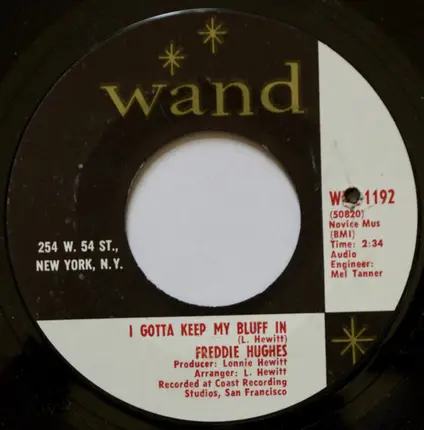 wand
254 W. 54 ST.,
NEW YORK, N.Y.
1192
(50820)
Novice Mus
(BMI)
Time: 2:34
Audio
Engineer:
Mel Tanner
I GOTTA KEEP MY BLUFF IN
(L. Hewitt)
FREDDIE HUGHES
Producer: Lonnie Hewitt
Arranger: L. Hewitt
Recorded at Coast Recording
Studios, San Francisco